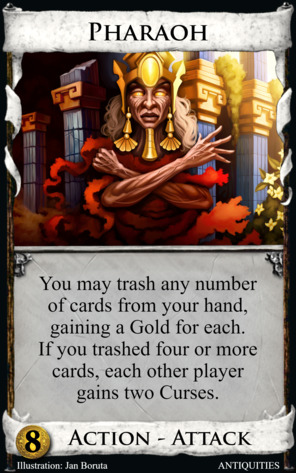 PHARAOH
You may trash any number
of cards from your hand,
gaining a Gold for each.
If you trashed four or more
cards, each other player
gains two Curses.
8 ACTION - ATTACK
Illustration: Jan Boruta ANTIQUITIES